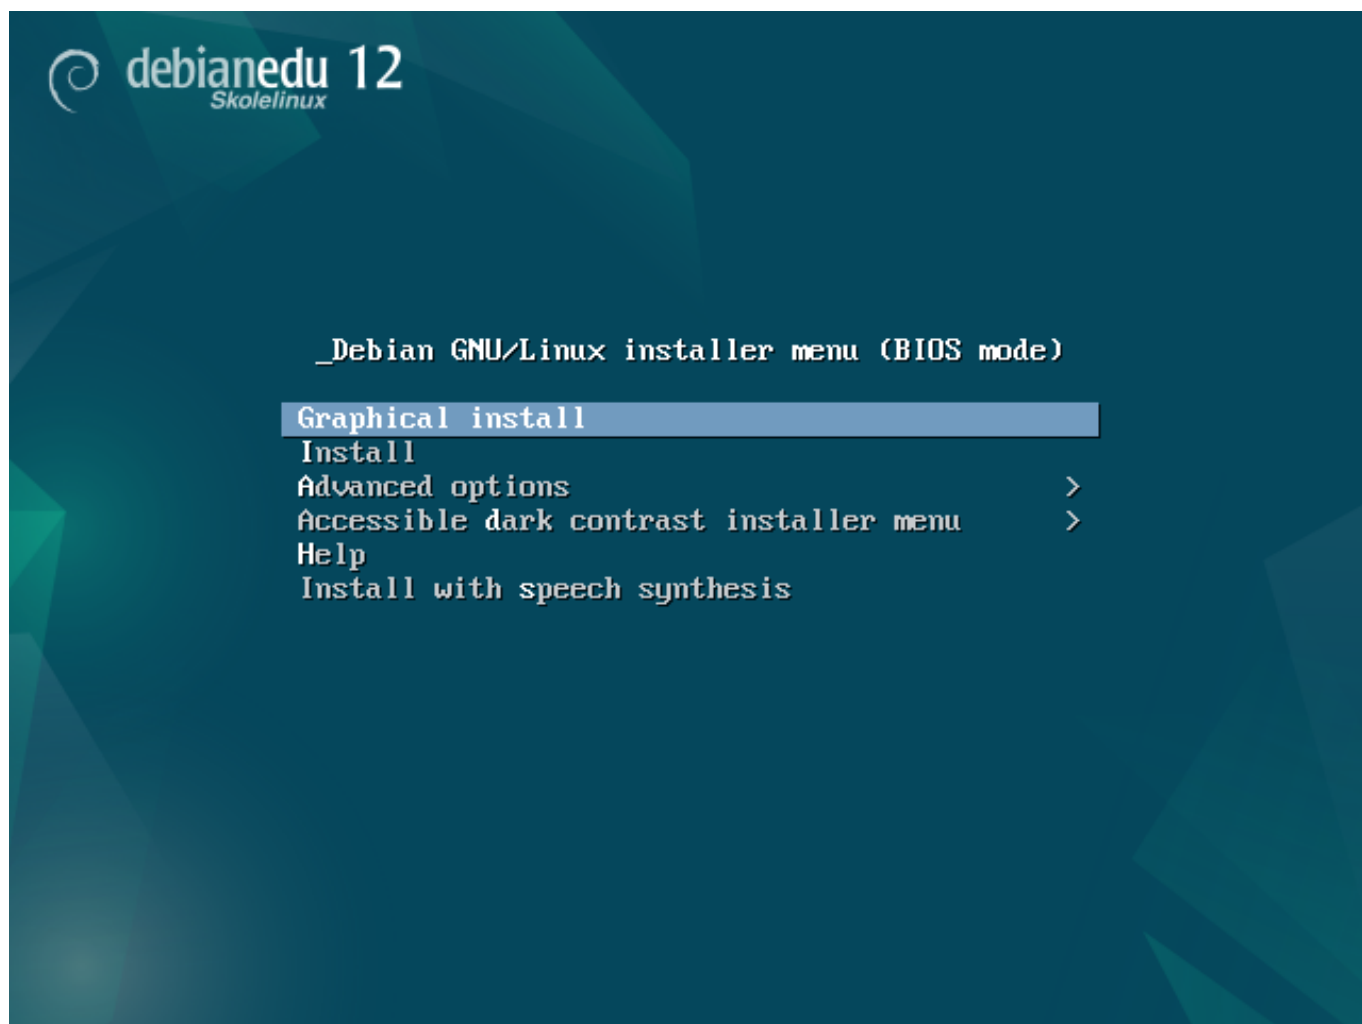 debianedu 12
Skolelinux
_Debian GNU/Linux installer menu (BIOS mode)
Graphical install
Install
Advanced options >
Accessible dark contrast installer menu >
Help
Install with speech synthesis